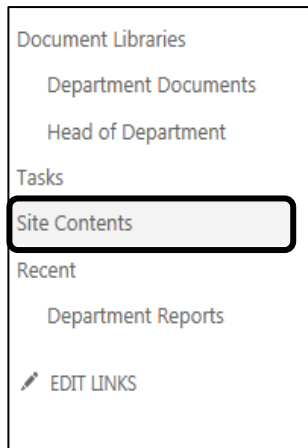 Document Libraries
Department Documents
Head of Department
Tasks
Site Contents
Recent
Department Reports
EDIT LINKS